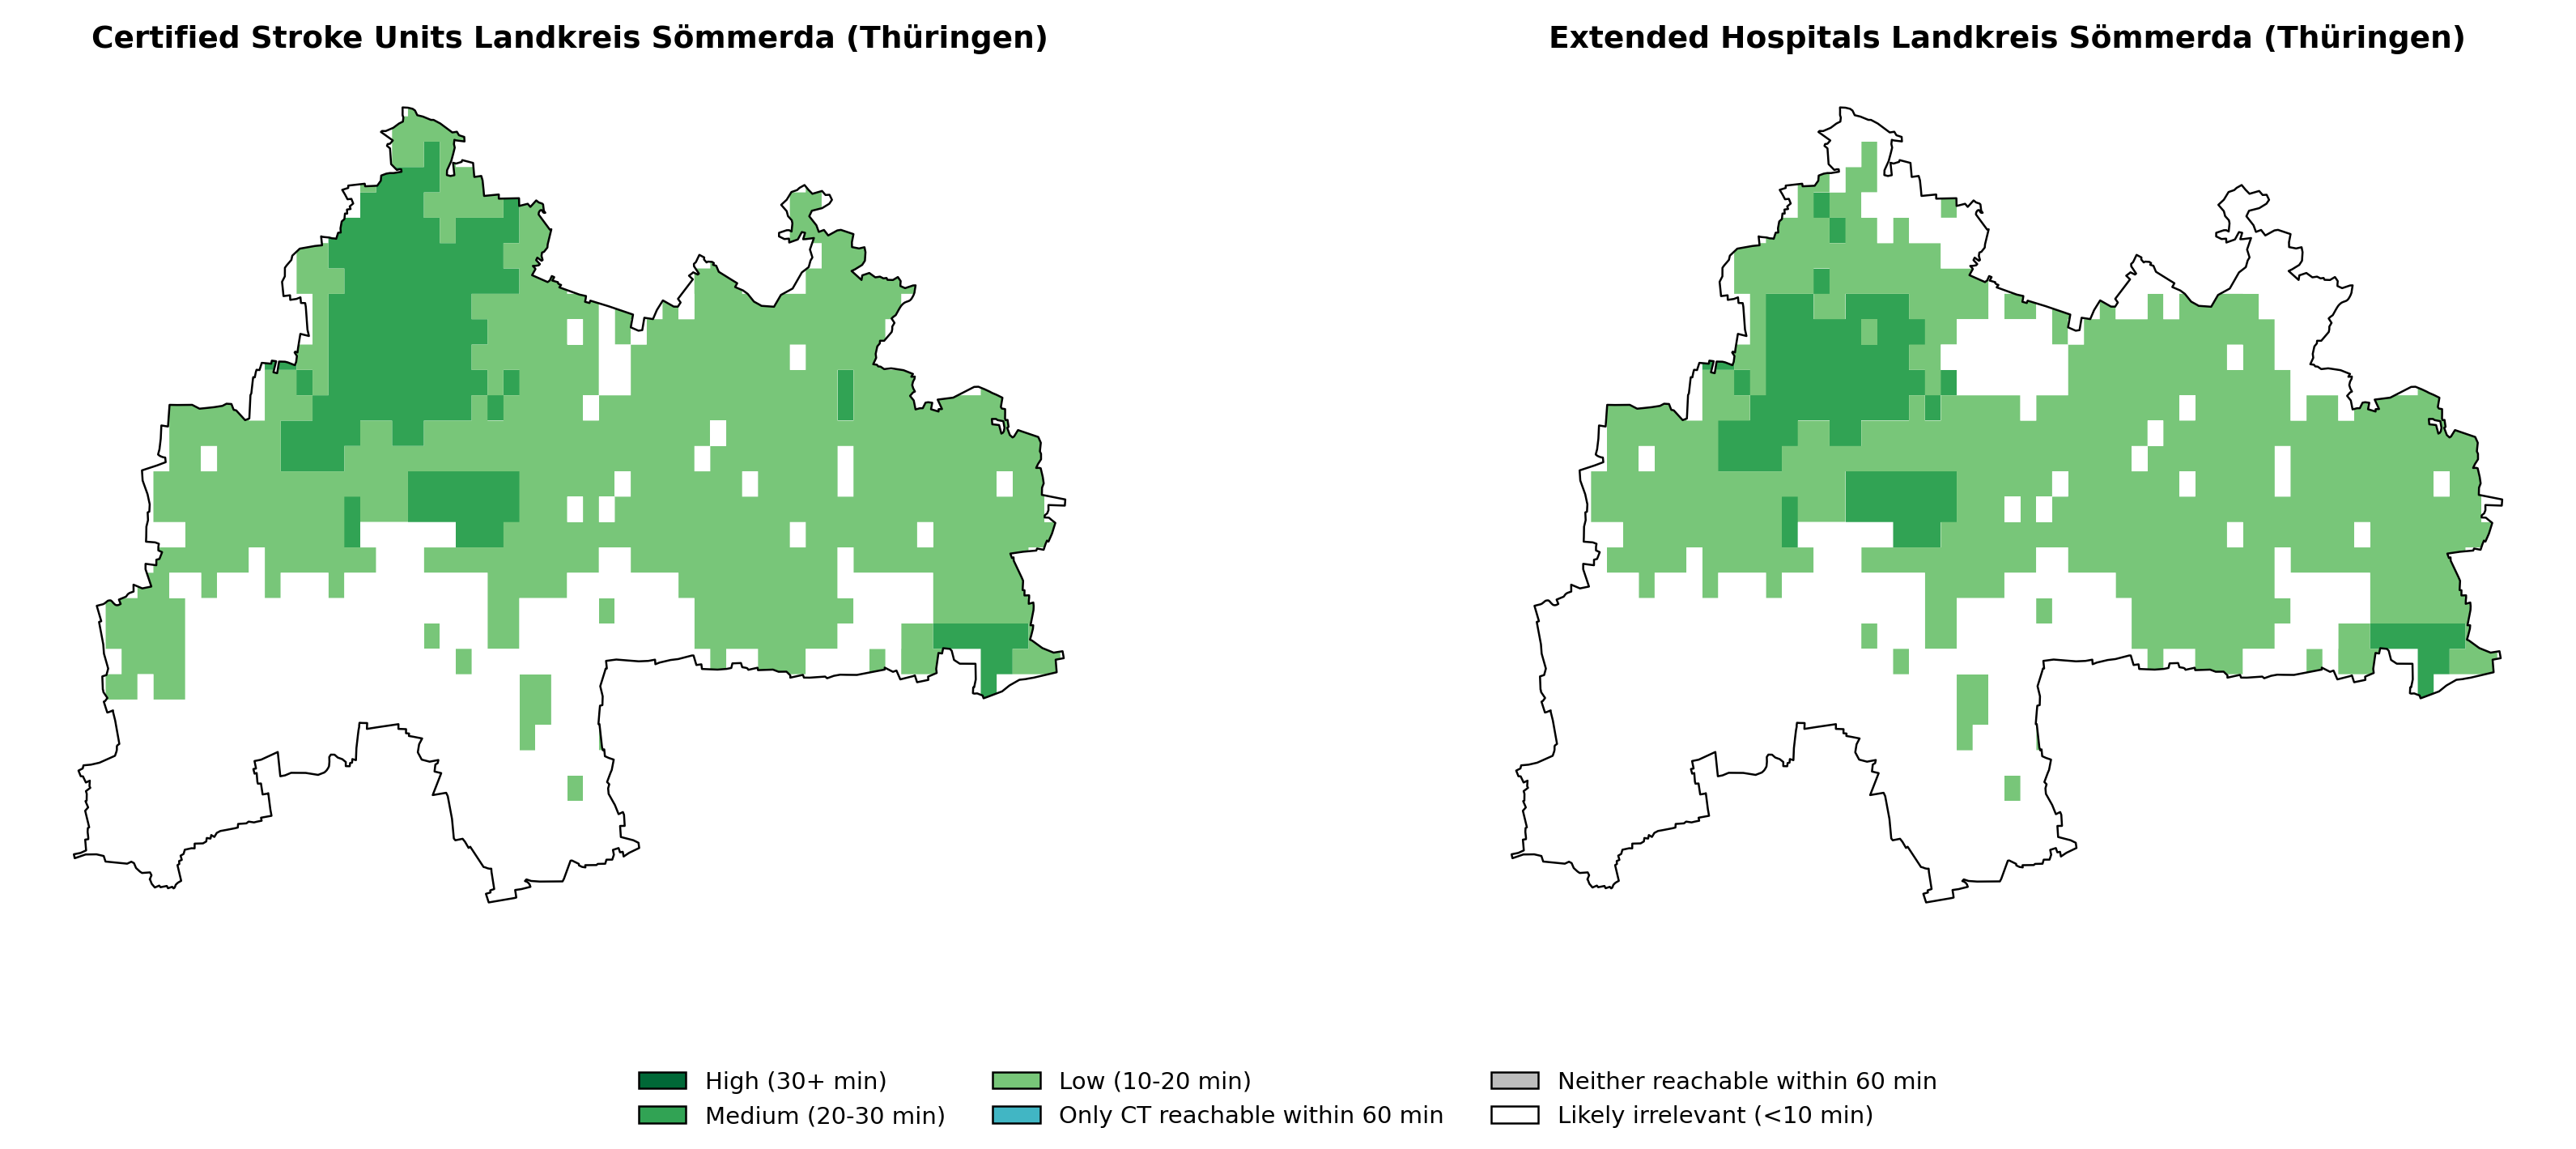 Certified Stroke Units Landkreis Sömmerda (Thüringen)
Extended Hospitals Landkreis Sömmerda (Thüringen)
High (30+ min)
Medium (20-30 min)
Low (10-20 min)
Only CT reachable within 60 min
Neither reachable within 60 min
Likely irrelevant (<10 min)